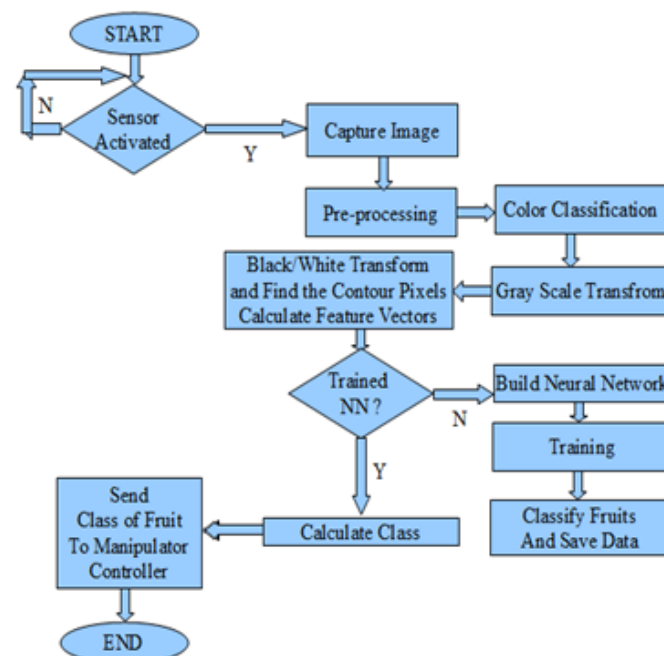 START
N
Sensor
Activated
Y
Capture Image
Pre-processing
Color Classification
Black/White Transform
and Find the Contour Pixels
Calculate Feature Vectors
Gray Scale Transfrom
Trained
NN ?
N
Build Neural Network
Training
Y
Classify Fruits
And Save Data
Send
Class of Fruit
To Manipulator
Controller
Calculate Class
END